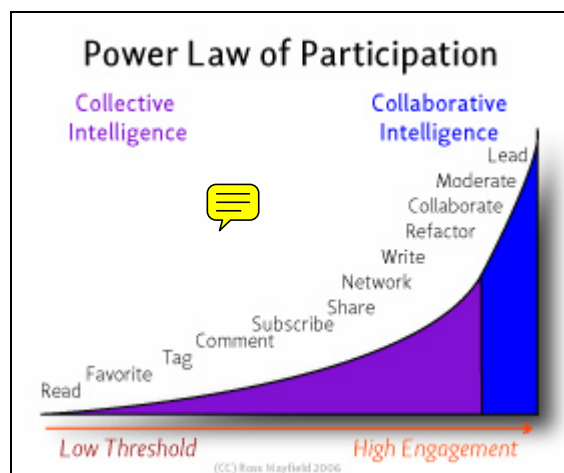 Power Law of Participation
Collective
Intelligence
Collaborative
Intelligence
Lead
Moderate
Collaborate
Refactor
Write
Network
Share
Subscribe
Comment
Tag
Favorite
Read
Low Threshold
High Engagement
(CC) Ross Mayfield 2006